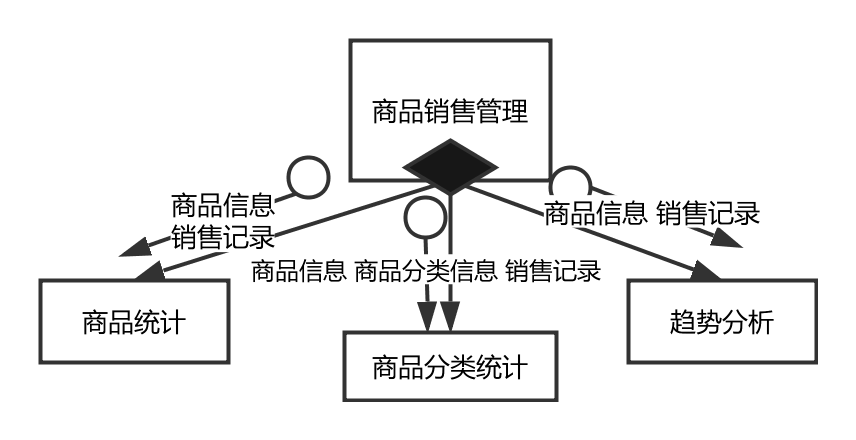 商品销售管理
商品信息
销售记录
商品信息 销售记录
商品信息 商品分类信息 销售记录
商品统计
商品分类统计
趋势分析